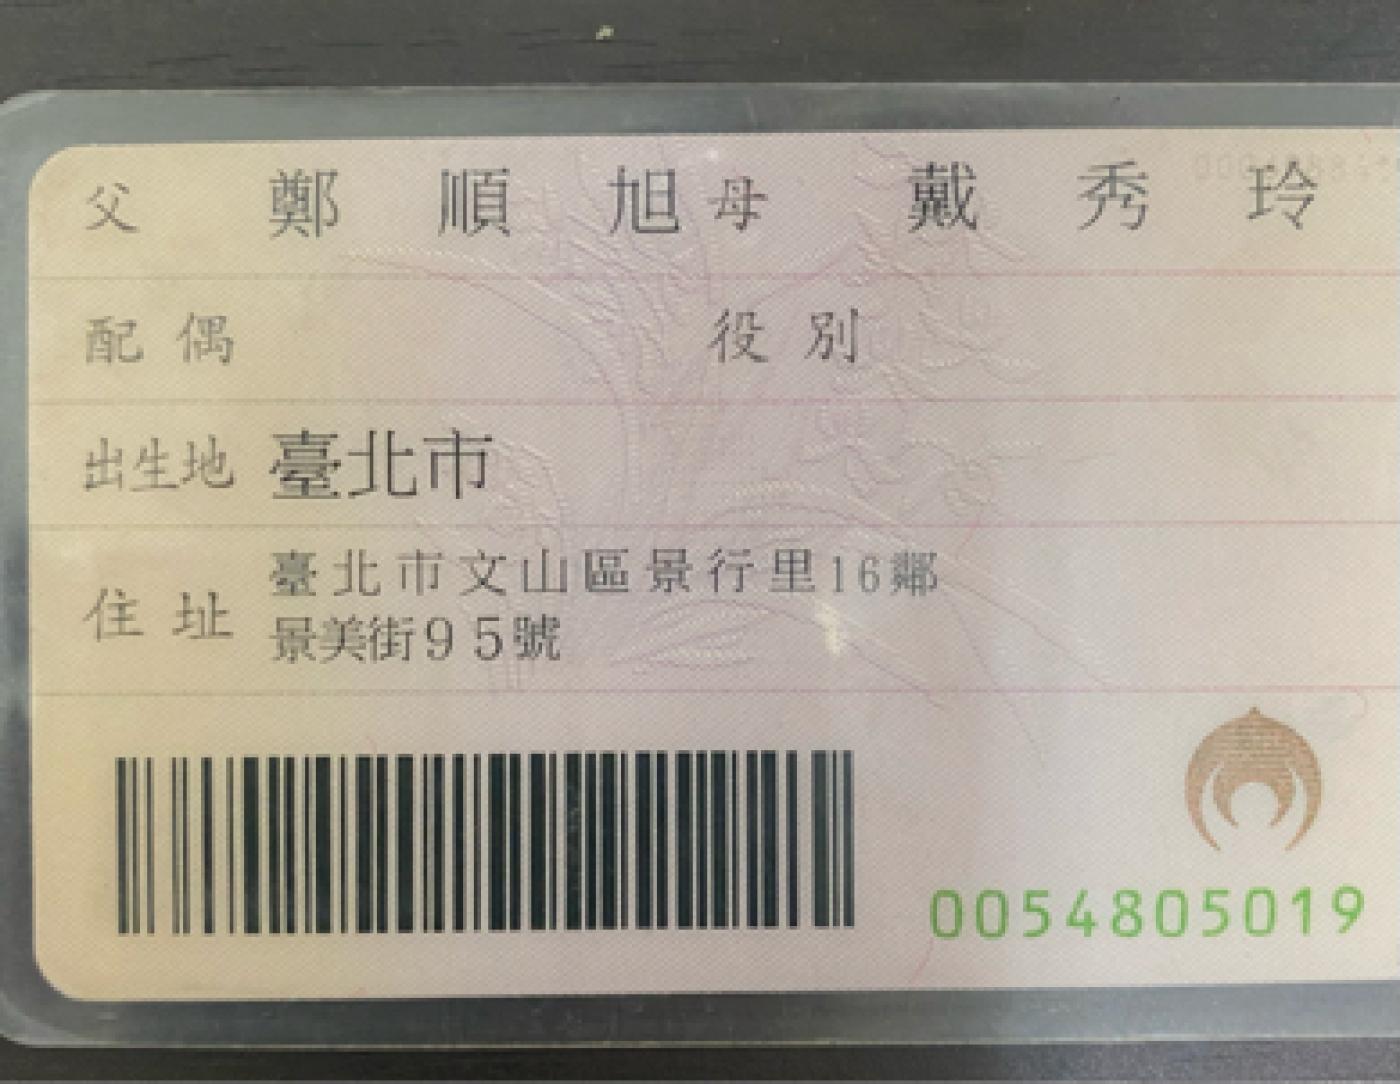 父 鄭順旭 母 戴秀玲
配偶 役別
出生地 臺北市
住址 臺北市文山區景行里16鄰
景美街95號
0054805019